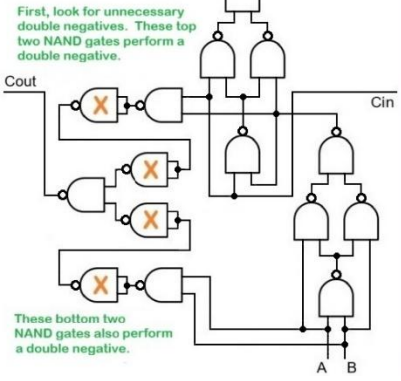 First, look for unnecessary
double negatives. These top
two NAND gates perform a
double negative.
Cout
Cin
X
X
X
X
These bottom two
NAND gates also perform
a double negative.
A B